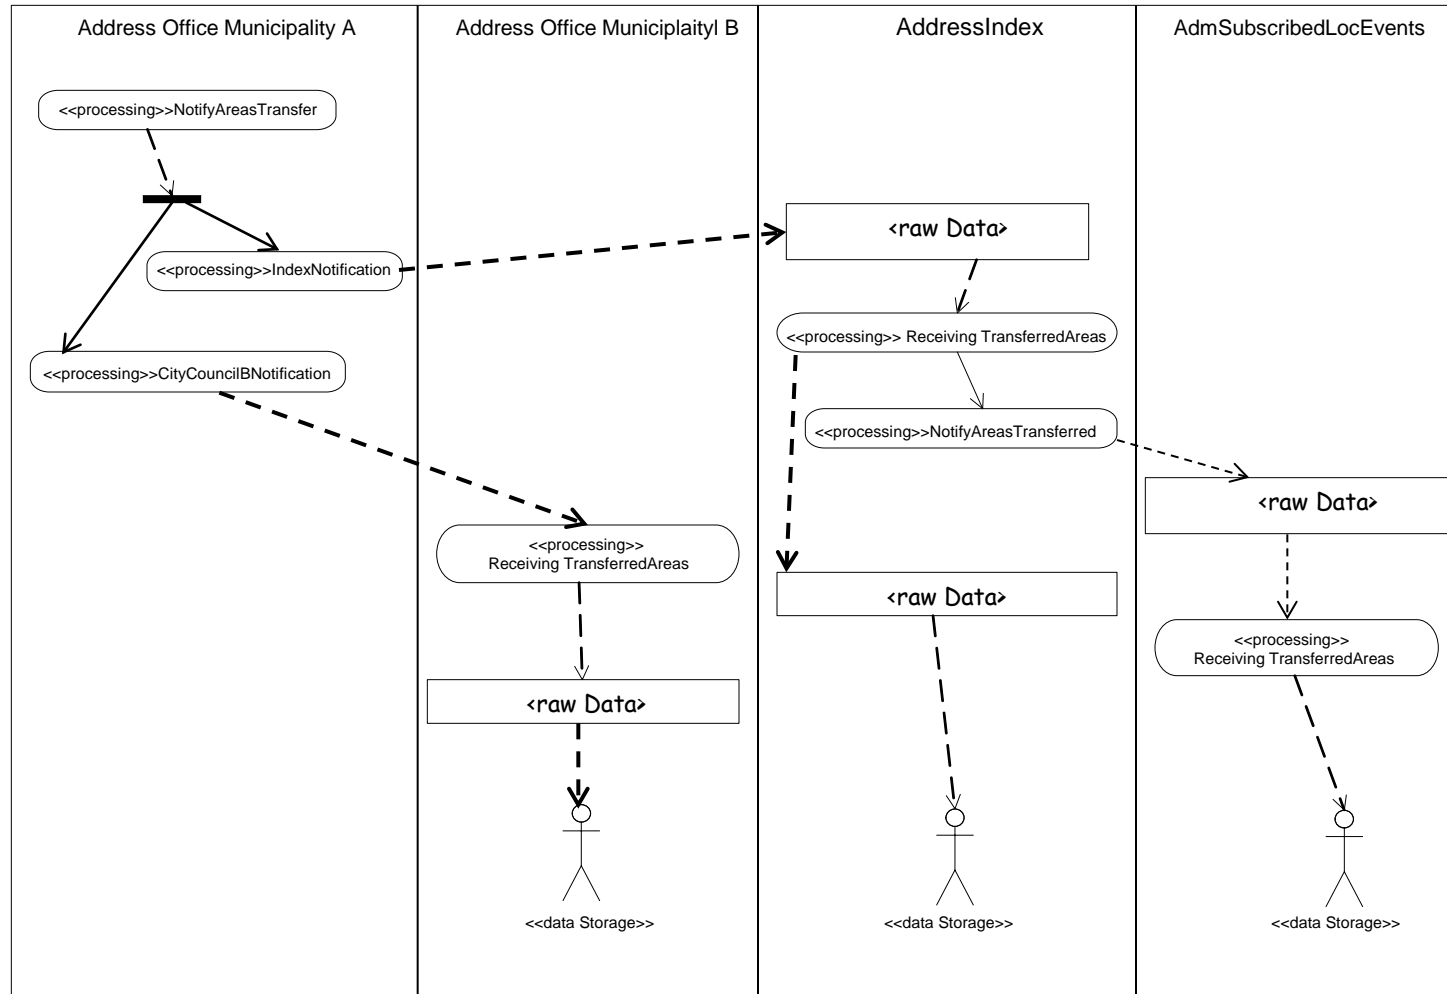 Address Office Municipality A
Address Office Municiplaityl B
AddressIndex
AdmSubscribedLocEvents
<<processing>>NotifyAreasTransfer
<<processing>>IndexNotification
<<processing>>CityCouncilBNotification
<<processing>>
Receiving TransferredAreas
<raw Data>
<<data Storage>>
<raw Data>
<<processing>> Receiving TransferredAreas
<<processing>>NotifyAreasTransferred
<raw Data>
<<data Storage>>
<raw Data>
<<processing>>
Receiving TransferredAreas
<<data Storage>>